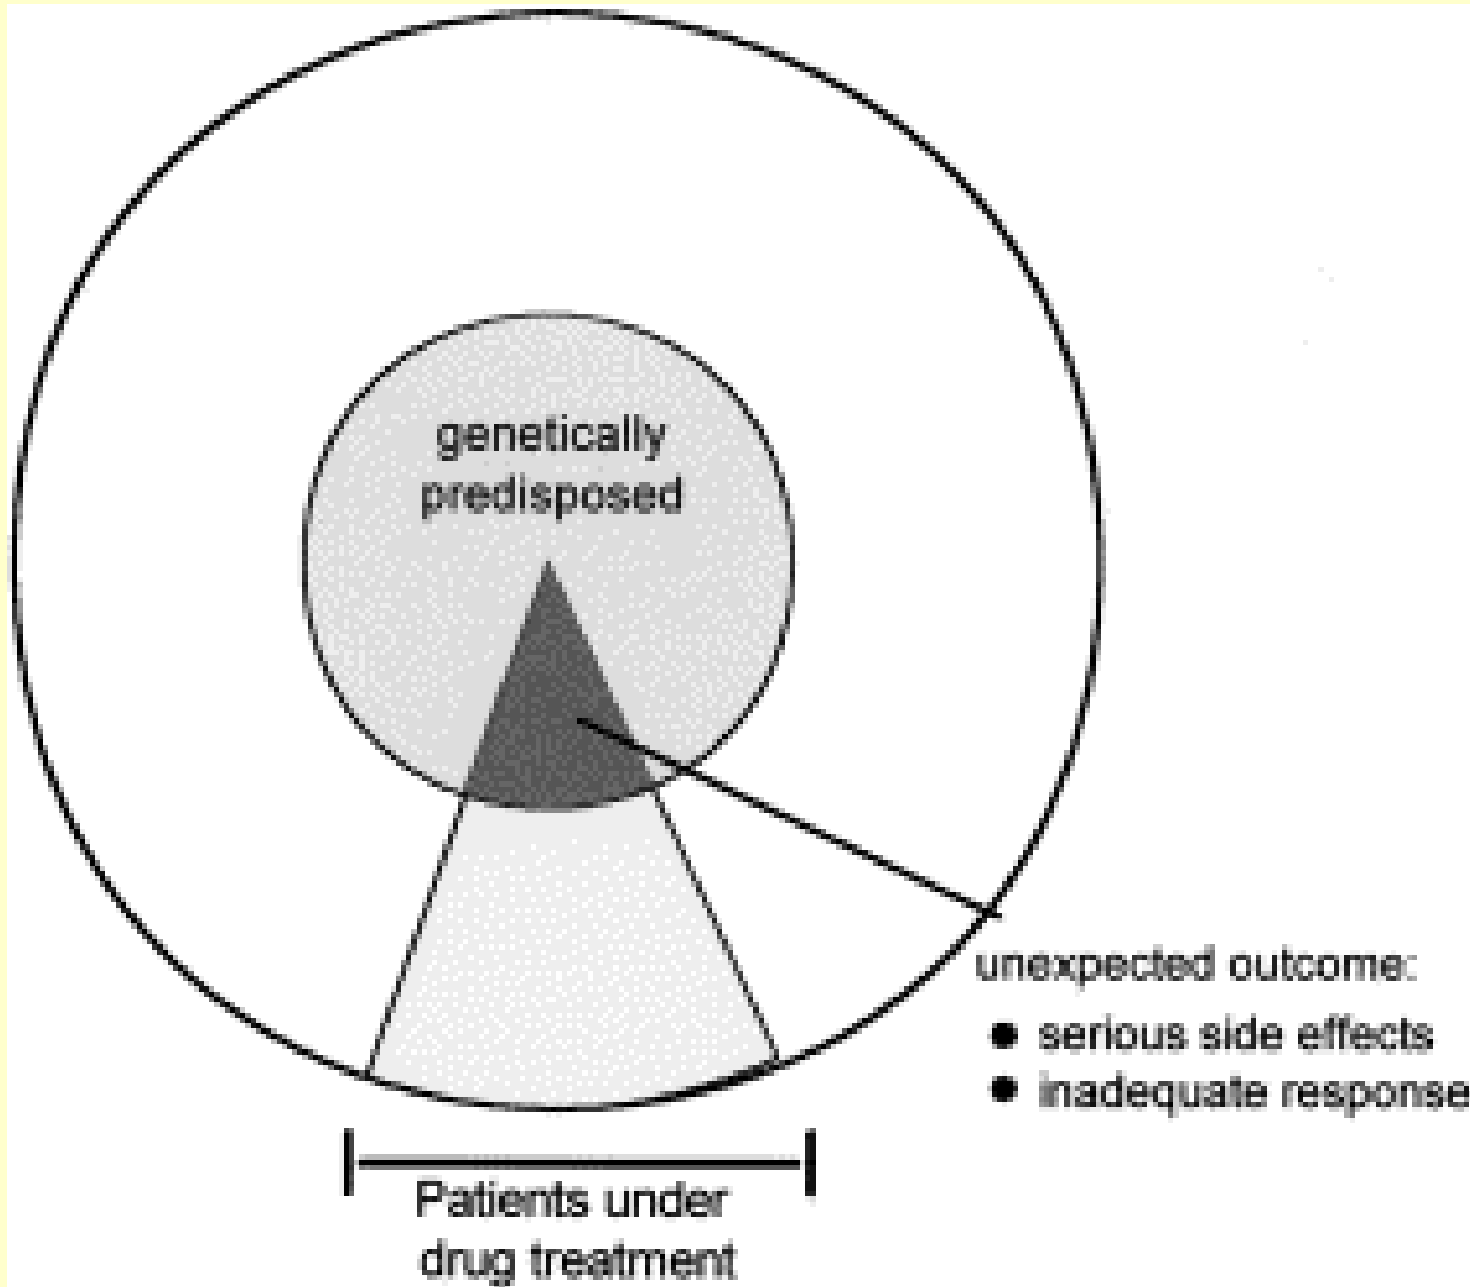 genetically
predisposed
unexpected outcome:
● serious side effects
● inadequate response
Patients under
drug treatment